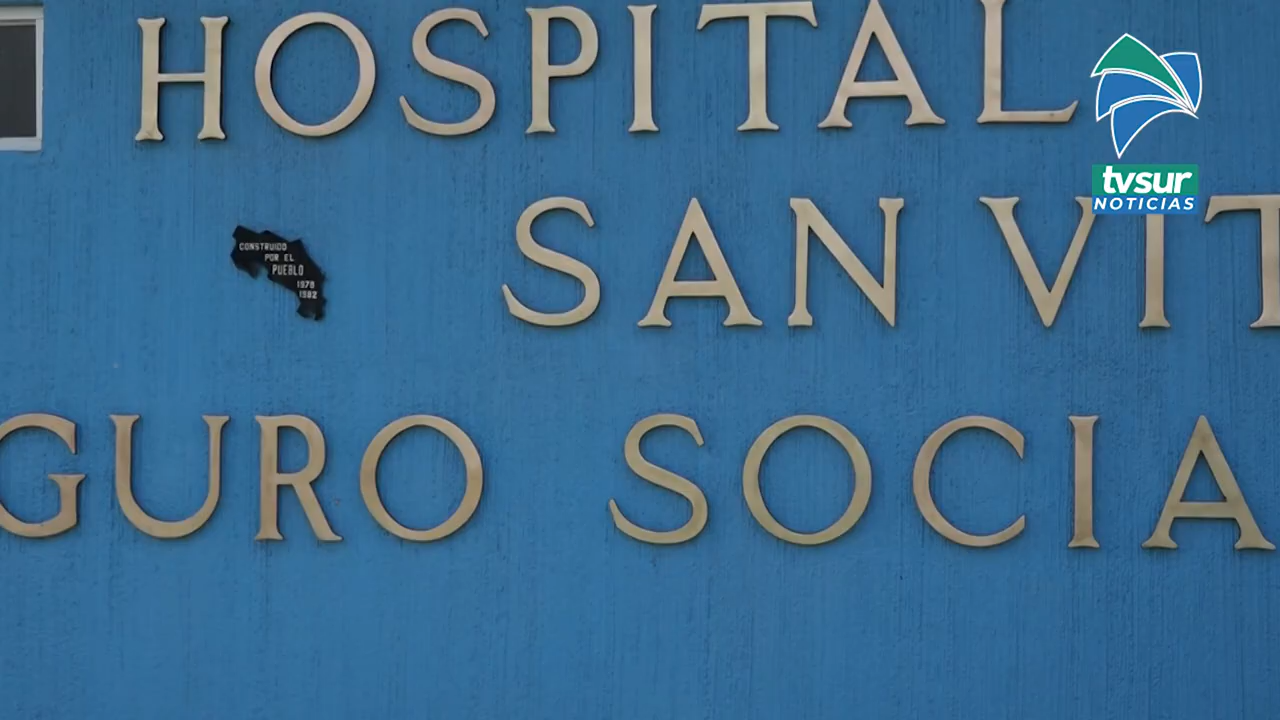 HOSPITAL
tvsur
NOTICIAS
SAN VIT
CONSTRUIDO
POR EL
PUEBLO
1978
1982
GURO SOCIA